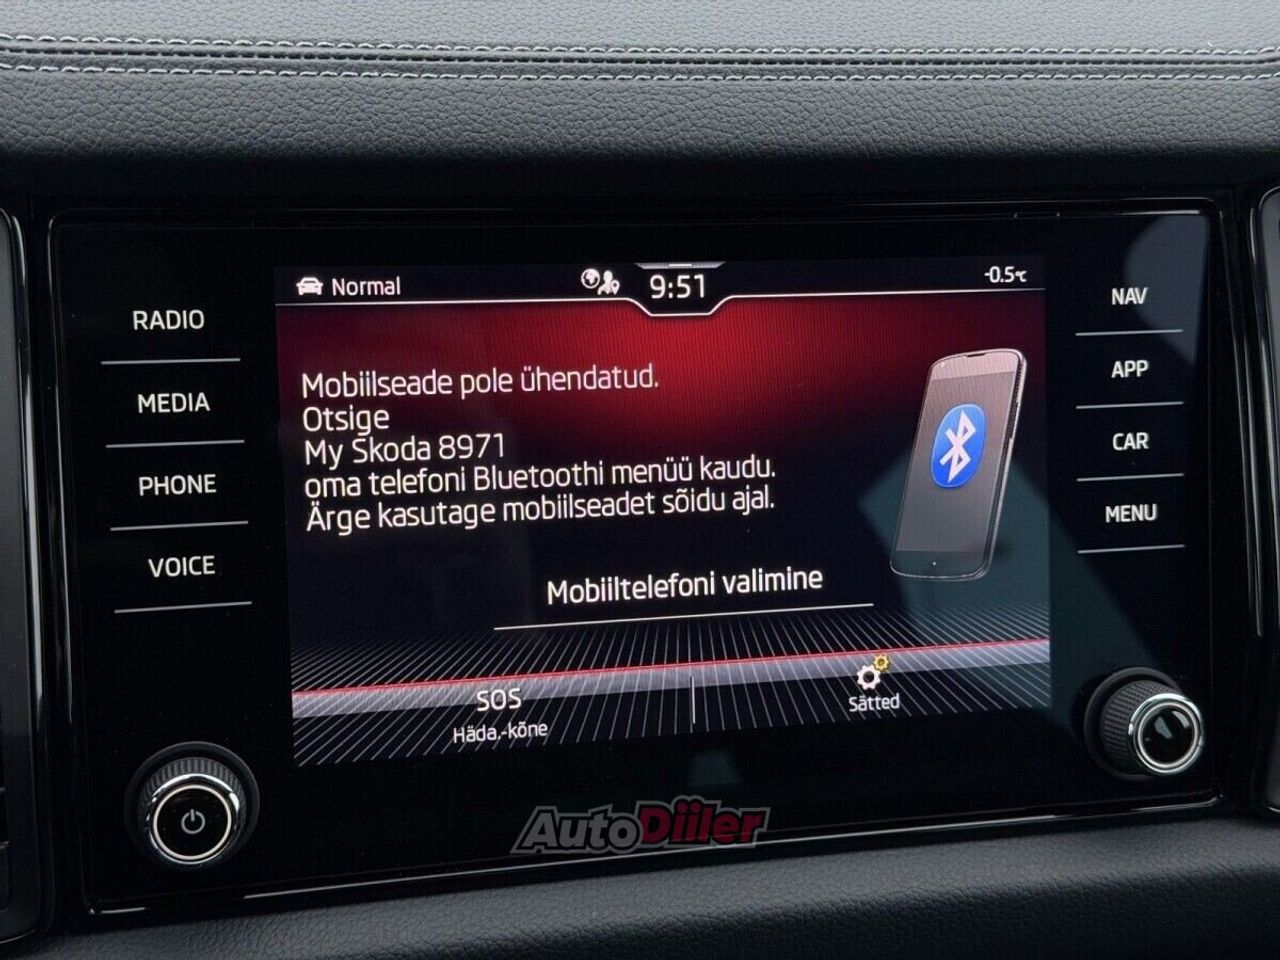 Normal
9:51
-0.5°C
RADIO
MEDIA
PHONE
VOICE
Mobiilseade pole ühendatud.
Otsige
My Skoda 8971
oma telefoni Bluetoothi menüü kaudu.
Ärge kasutage mobiilseadet sõidu ajal.
Mobiiltelefoni valimine
SOS
Häda.-kõne
Sätted
NAV
APP
CAR
MENU
AutoDiiler